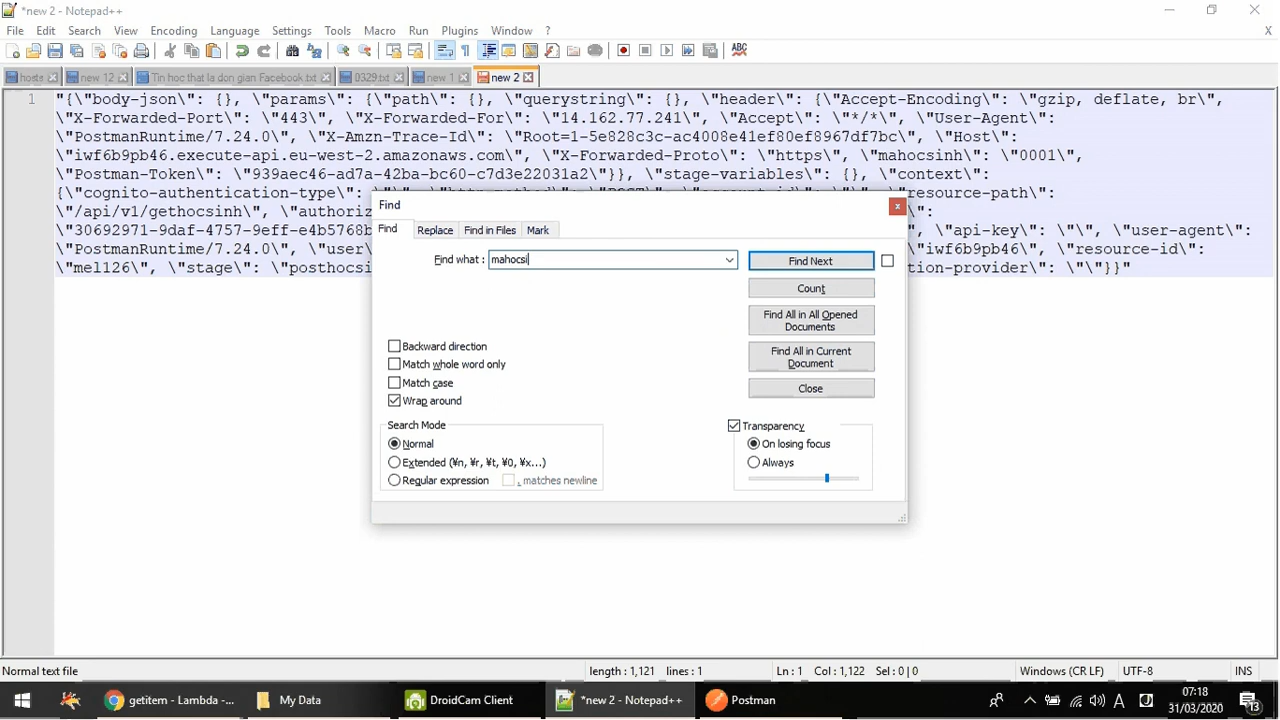 *new 2 - Notepad++
File Edit Search View Encoding Language Settings Tools Macro Run Plugins Window ? X
hosts new 12 Tin hoc that la don gian Facebook.txt 0329.txt new 1 new 2
1 "{\"body-json\": {}, \"params\": {\"path\": {}, \"querystring\": {}, \"header\": {\"Accept-Encoding\": \"gzip, deflate, br\",
\"X-Forwarded-Port\": \"443\", \"X-Forwarded-For\": \"14.162.77.241\", \"Accept\": \"*/*\", \"User-Agent\":
\"PostmanRuntime/7.24.0\", \"X-Amzn-Trace-Id\": \"Root=1-5e828c3c-ac4008e41ef80ef8967df7bc\", \"Host\":
\"iwf6b9pb46.execute-api.eu-west-2.amazonaws.com\", \"X-Forwarded-Proto\": \"https\", \"mahocsinh\": \"0001\",
\"Postman-Token\": \"939aec46-ad7a-42ba-bc60-c7d3e22031a2\"}}, \"stage-variables\": {}, \"context\":
{\"cognito-authentication-type\": \"resource-path\":
\"/api/v1/gethocsinh\", \"authoriz \":
\"30692971-9daf-4757-9eff-e4b5768b , \"api-key\": \"\", \"user-agent\":
\"PostmanRuntime/7.24.0\", \"user \"iwf6b9pb46\", \"resource-id\":
\"mel126\", \"stage\": \"posthocsi tion-provider\": \"\"}}"
Find
Find Replace Find in Files Mark
Find what : mahocsi Find Next
Count
Find All in All Opened
Documents
Backward direction
Find All in Current
Document
Match whole word only
Match case
Close
Wrap around
Search Mode
Transparency
Normal
On losing focus
Extended (¥n, ¥r, ¥t, ¥0, ¥x...)
Always
Regular expression . matches newline
Normal text file length : 1,121 lines : 1 Ln : 1 Col : 1,122 Sel : 0 | 0 Windows (CR LF) UTF-8 INS
getitem - Lambda -... My Data DroidCam Client *new 2 - Notepad++ Postman A 07:18
31/03/2020
13